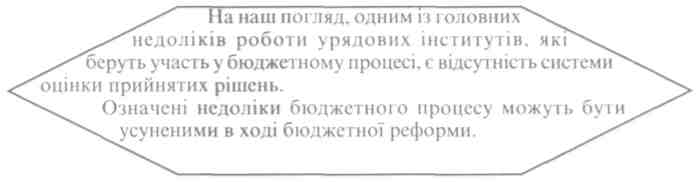 На наш погляд, одним із головних
недоліків роботи урядових інститутів, які
беруть участь у бюджетному процесі, є відсутність системи
оцінки прийнятих рішень.
Означені недоліки бюджетного процесу можуть бути
усуненими в ході бюджетної реформи.